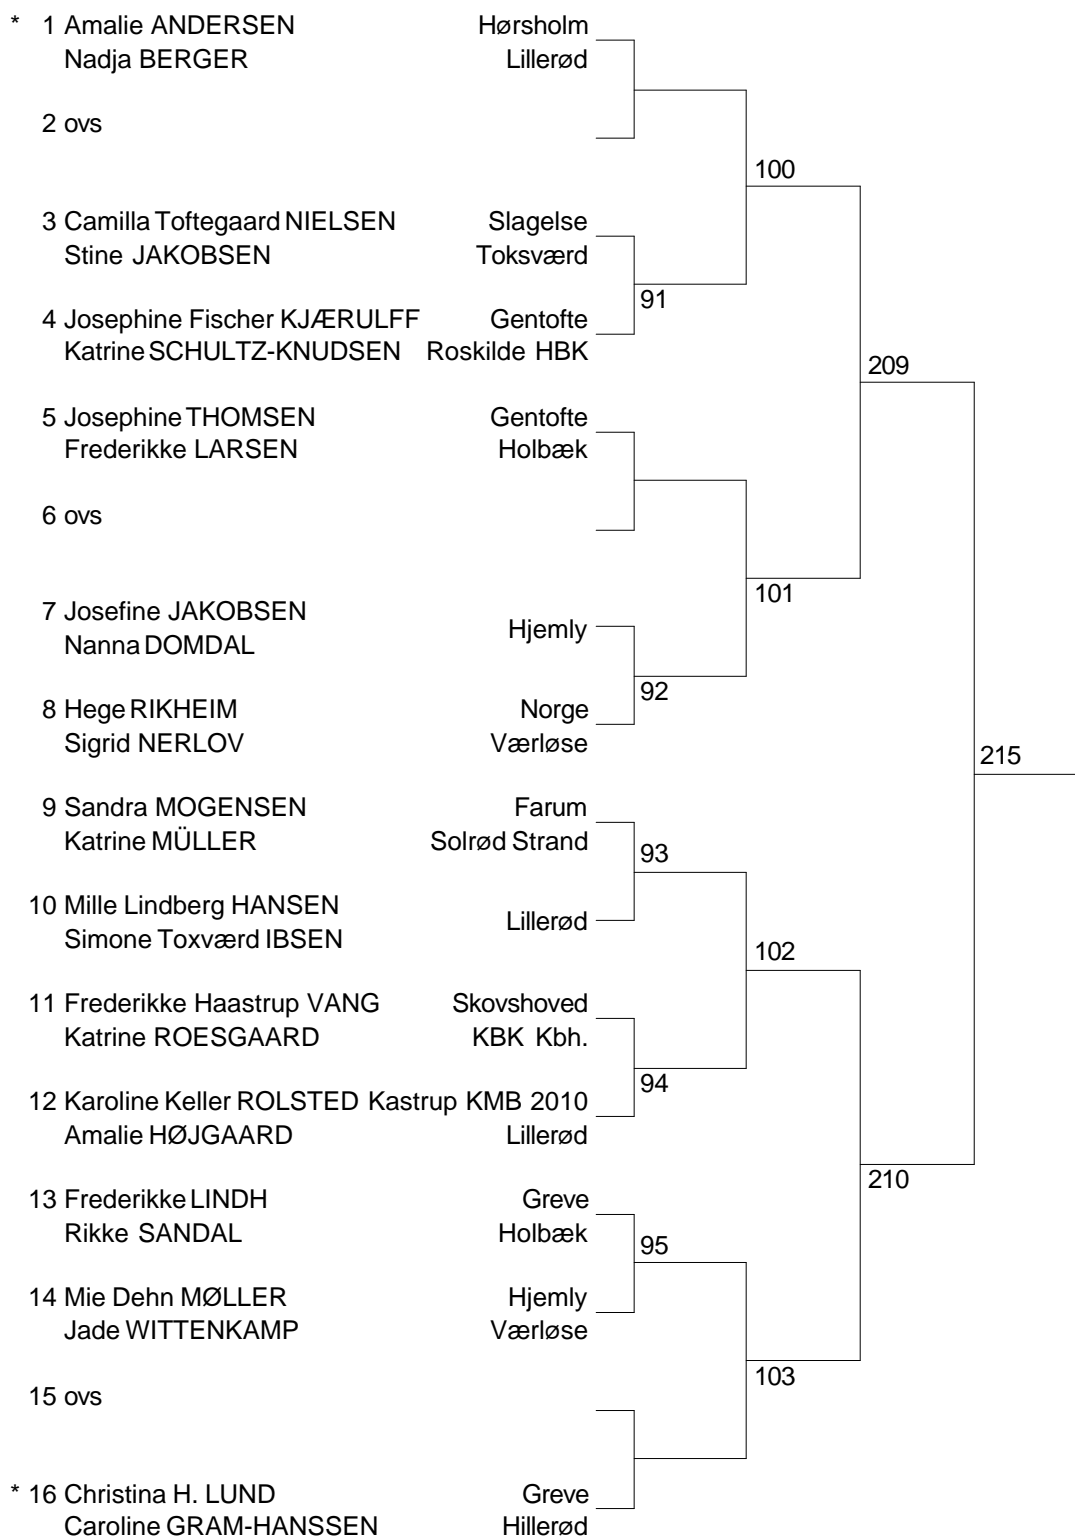 * 1 Amalie ANDERSEN Hørsholm
Nadja BERGER Lillerød
2 ovs
100
3 Camilla Toftegaard NIELSEN Slagelse
Stine JAKOBSEN Toksværd
91
4 Josephine Fischer KJÆRULFF Gentofte
Katrine SCHULTZ-KNUDSEN Roskilde HBK
209
5 Josephine THOMSEN Gentofte
Frederikke LARSEN Holbæk
6 ovs
101
7 Josefine JAKOBSEN
Hjemly
Nanna DOMDAL
92
8 Hege RIKHEIM Norge
Sigrid NERLOV Værløse
215
9 Sandra MOGENSEN Farum
Katrine MÜLLER Solrød Strand
93
10 Mille Lindberg HANSEN
Lillerød
Simone Toxværd IBSEN
102
11 Frederikke Haastrup VANG Skovshoved
Katrine ROESGAARD KBK Kbh.
94
12 Karoline Keller ROLSTED Kastrup KMB 2010
Amalie HØJGAARD Lillerød
210
13 Frederikke LINDH Greve
Rikke SANDAL Holbæk
95
14 Mie Dehn MØLLER Hjemly
Jade WITTENKAMP Værløse
103
15 ovs
* 16 Christina H. LUND Greve
Caroline GRAM-HANSSEN Hillerød